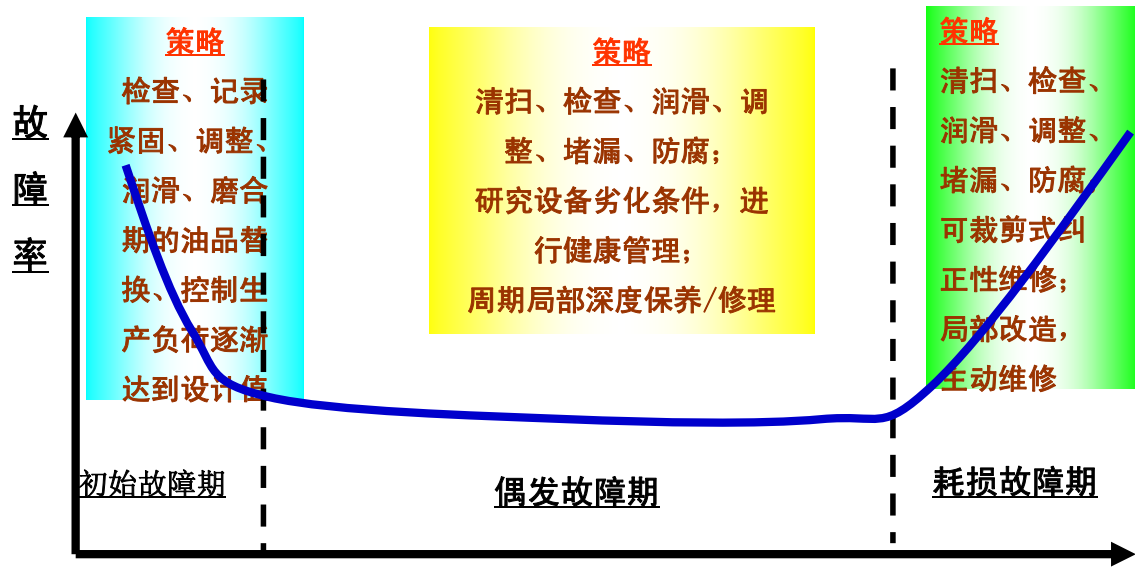 故
障
率
策略
检查、记录
紧固、调整、
润滑、磨合
期的油品替
换、控制生
产负荷逐渐
达到设计值
策略
清扫、检查、润滑、调
整、堵漏、防腐；
研究设备劣化条件，进
行健康管理；
周期局部深度保养/修理
策略
清扫、检查、
润滑、调整、
堵漏、防腐，
可裁剪式纠
正性维修；
局部改造，
主动维修
初始故障期
偶发故障期
耗损故障期